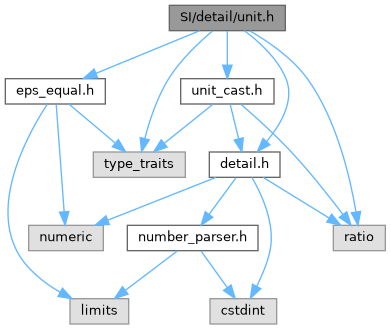 SI/detail/unit.h
eps_equal.h
unit_cast.h
type_traits
detail.h
numeric
number_parser.h
ratio
limits
cstdint